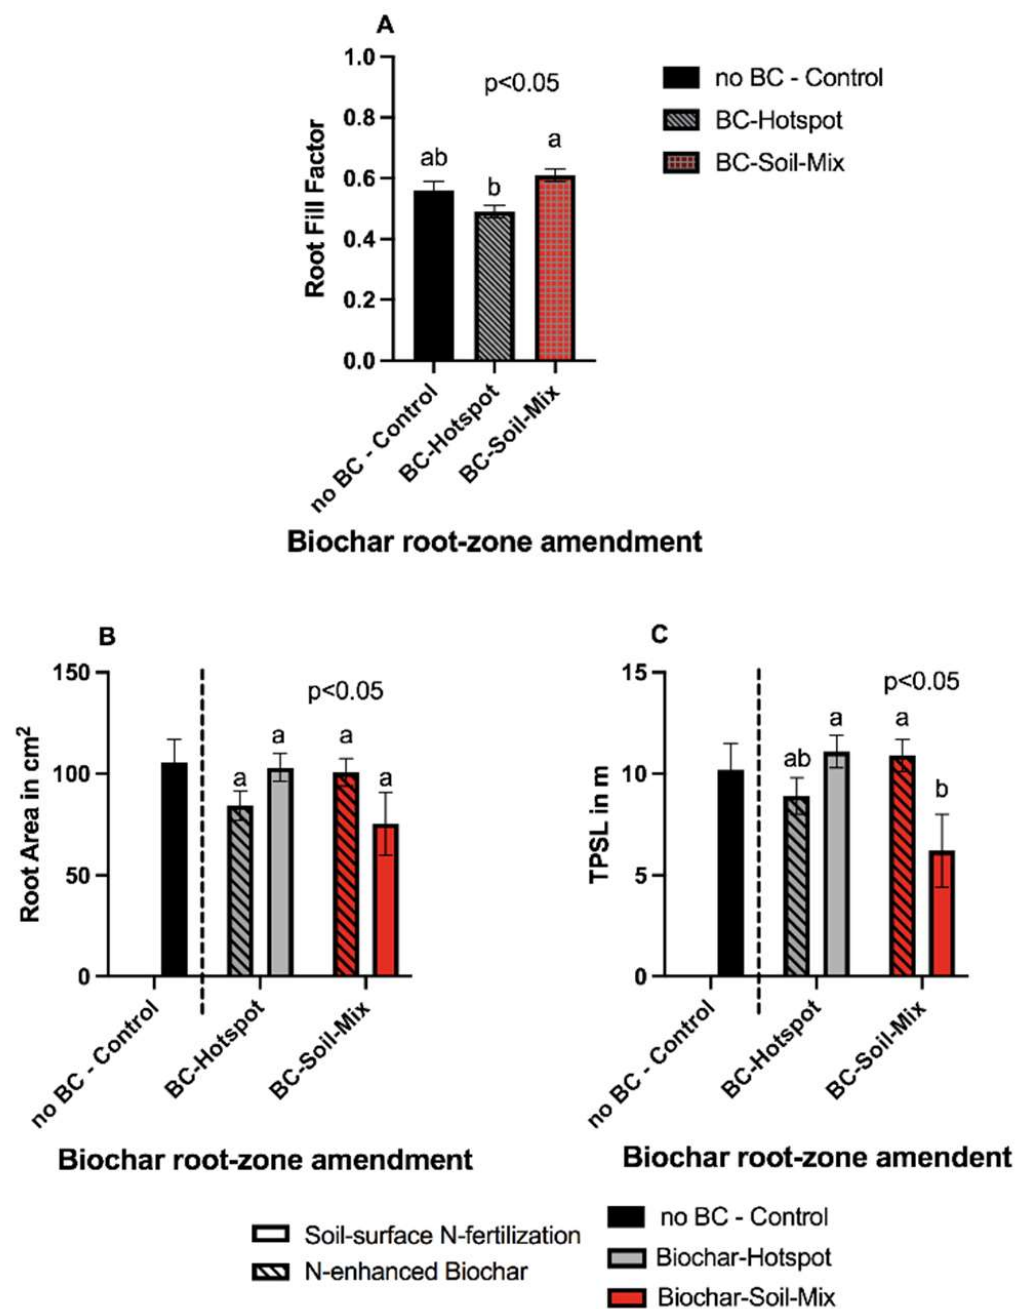 A
1.0
0.8
0.6
0.4
0.2
0.0
Root Fill Factor
p<0.05
ab
b
a
no BC - Control
BC-Hotspot
BC-Soil-Mix
no BC - Control
BC-Hotspot
BC-Soil-Mix
Biochar root-zone amendment
B
150
100
50
0
Root Area in cm²
p<0.05
a
a
a
a
no BC - Control
BC-Hotspot
BC-Soil-Mix
Biochar root-zone amendment
C
15
10
5
0
TPSL in m
p<0.05
ab
a
a
b
no BC - Control
BC-Hotspot
BC-Soil-Mix
Biochar root-zone amendent
Soil-surface N-fertilization
N-enhanced Biochar
no BC - Control
Biochar-Hotspot
Biochar-Soil-Mix